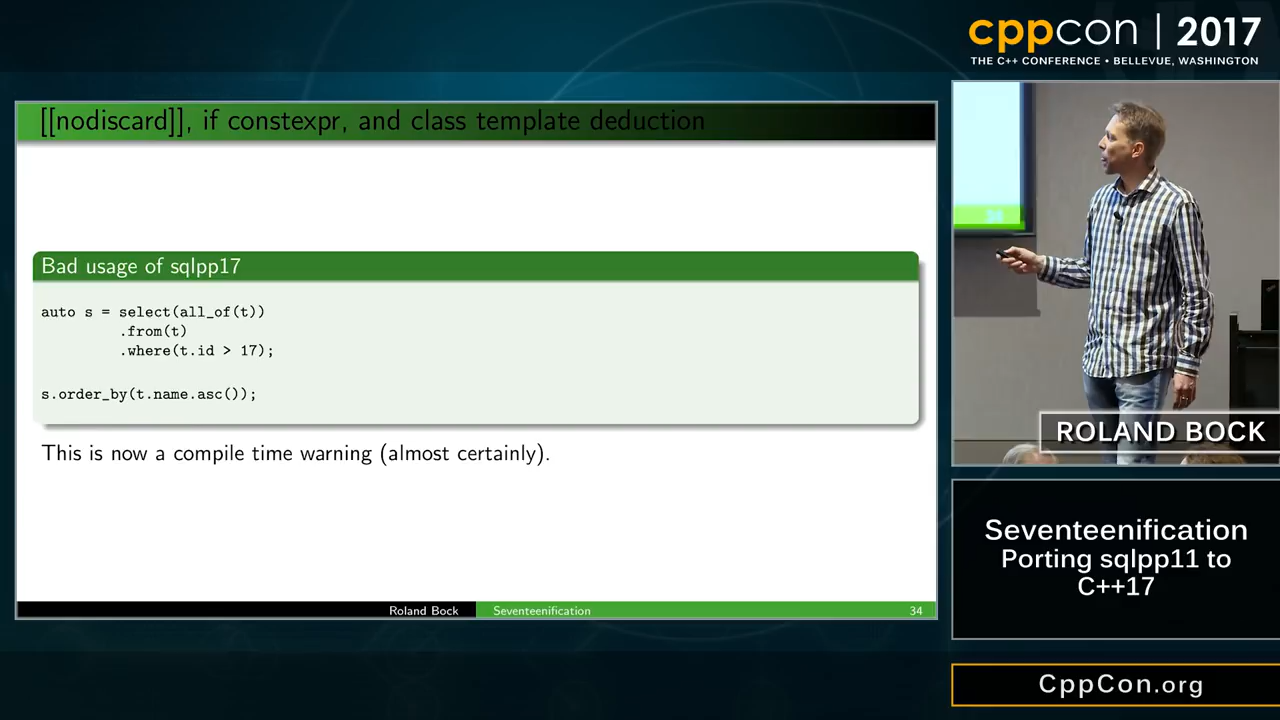 cppcon | 2017
THE C++ CONFERENCE • BELLEVUE, WASHINGTON
[[nodiscard]], if constexpr, and class template deduction
Bad usage of sqlpp17
auto s = select(all_of(t))
.from(t)
.where(t.id > 17);
s.order_by(t.name.asc());
This is now a compile time warning (almost certainly).
Roland Bock
Seventeenification
34
34
ROLAND BOCK
Seventeenification
Porting sqlpp11 to
C++17
CppCon.org